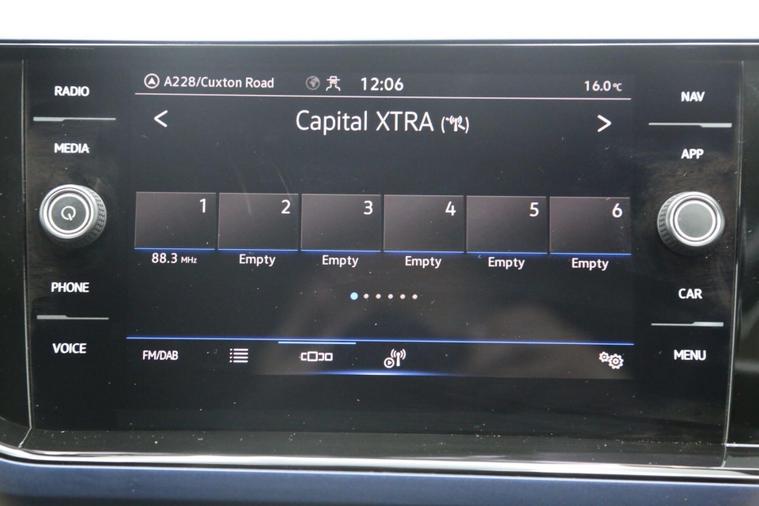 RADIO
MEDIA
PHONE
VOICE
A228/Cuxton Road 12:06 16.0°C
< Capital XTRA >
1 2 3 4 5 6
88.3 MHz Empty Empty Empty Empty Empty
FM/DAB
NAV
APP
CAR
MENU